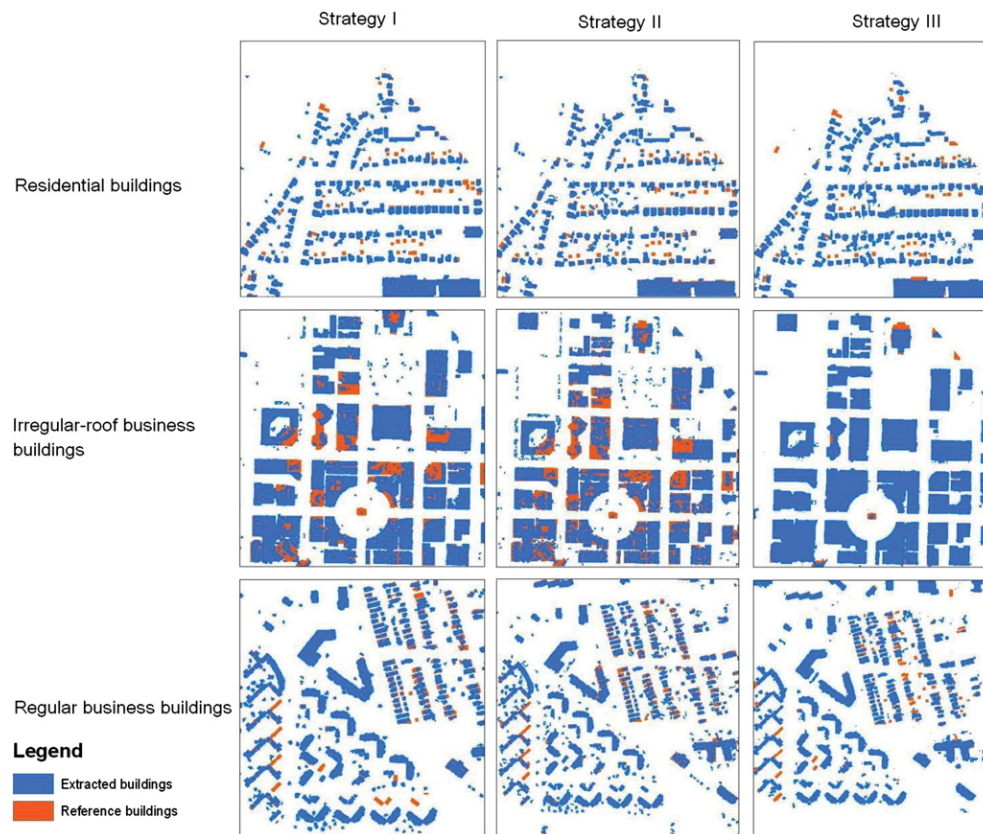 Strategy I
Strategy II
Strategy III
Residential buildings
Irregular-roof business
buildings
Regular business buildings
Legend
Extracted buildings
Reference buildings